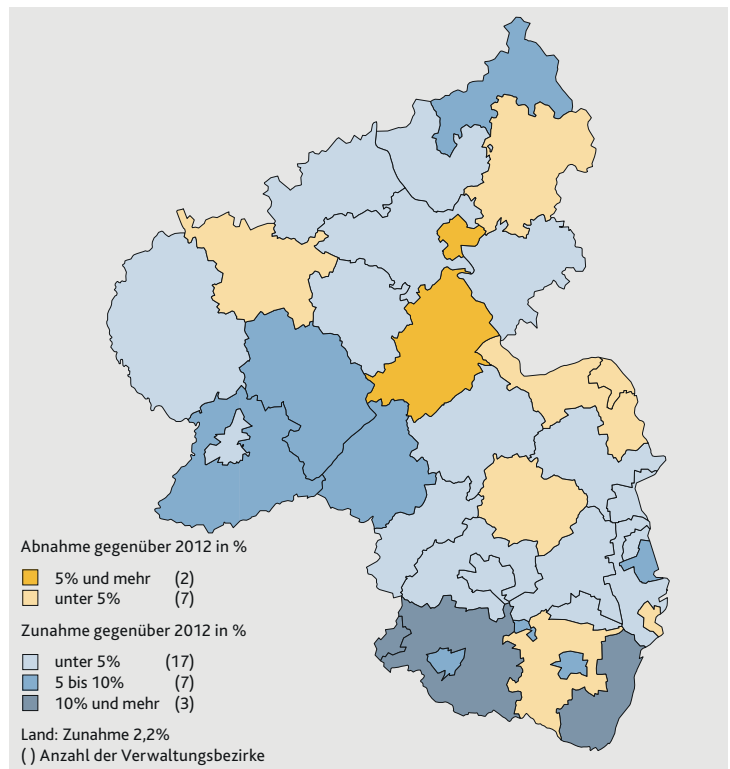 Abnahme gegenüber 2012 in %
5% und mehr (2)
unter 5% (7)
Zunahme gegenüber 2012 in %
unter 5% (17)
5 bis 10% (7)
10% und mehr (3)
Land: Zunahme 2,2%
( ) Anzahl der Verwaltungsbezirke